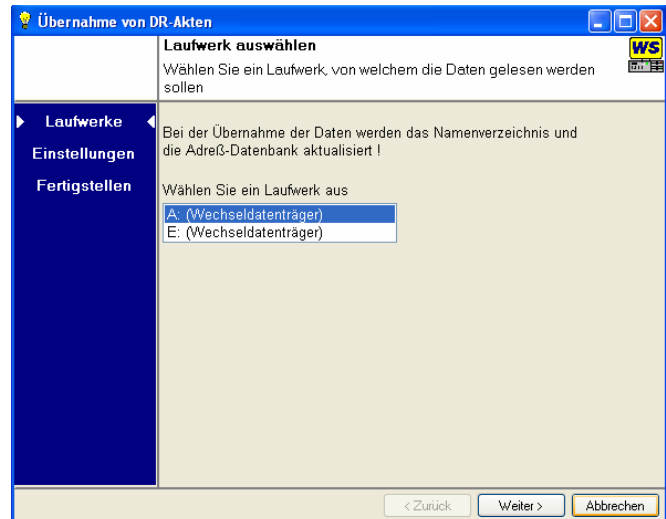 Übernahme von DR-Akten
Laufwerk auswählen
WS
Wählen Sie ein Laufwerk, von welchem die Daten gelesen werden
sollen
Laufwerke
Einstellungen
Fertigstellen
Bei der Übernahme der Daten werden das Namenverzeichnis und
die Adreß-Datenbank aktualisiert !
Wählen Sie ein Laufwerk aus
A: (Wechseldatenträger)
E: (Wechseldatenträger)
< Zurück
Weiter >
Abbrechen